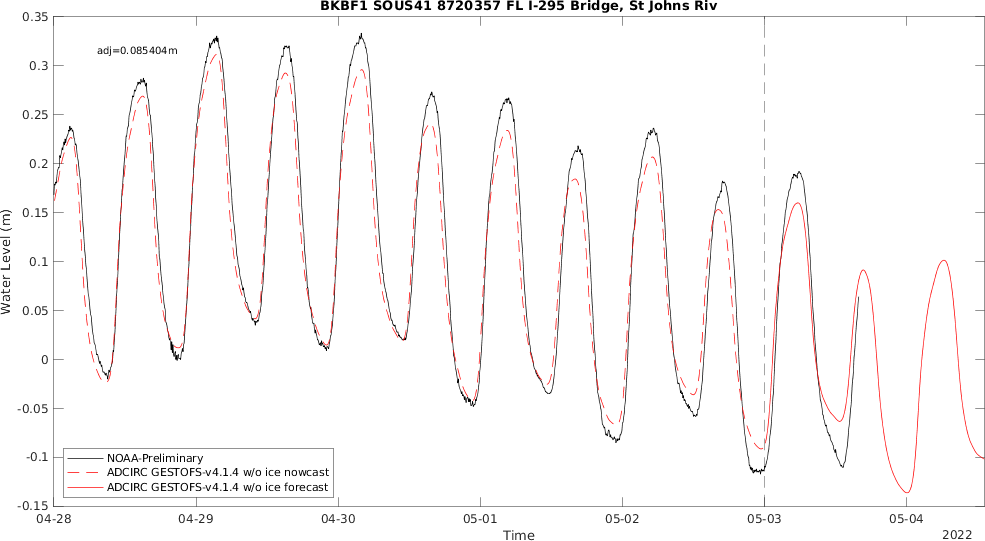 BKBF1 SOUS41 8720357 FL I-295 Bridge, St Johns Riv
adj=0.085404m
0.35
0.3
0.25
0.2
0.15
0.1
0.05
0
-0.05
-0.1
-0.15
Water Level (m)
NOAA-Preliminary
ADCIRC GESTOFS-v4.1.4 w/o ice nowcast
ADCIRC GESTOFS-v4.1.4 w/o ice forecast
04-28 04-29 04-30 05-01 05-02 05-03 05-04
Time
2022